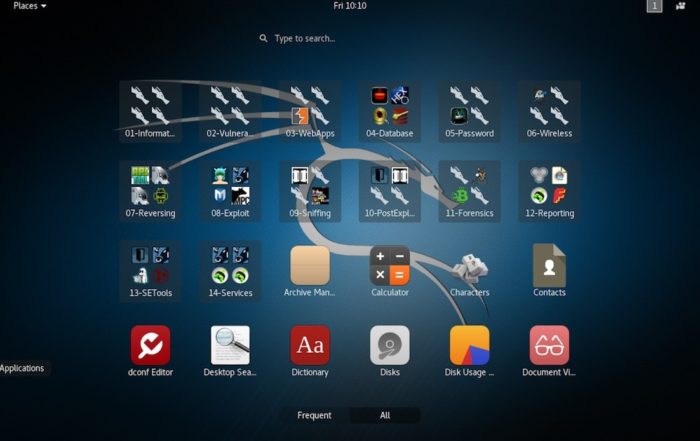 Places
Fri 10:10
1
Type to search...
01-Informat...
02-Vulnera...
03-WebApps
04-Database
05-Password
06-Wireless
07-Reversing
08-Exploit
09-Sniffing
10-PostExpl...
11-Forensics
12-Reporting
13-SETools
14-Services
Archive Man...
Calculator
Characters
Contacts
Aa
dconf Editor
Desktop Sea...
Dictionary
Disks
Disk Usage ...
Document Vi...
Applications
Frequent
All